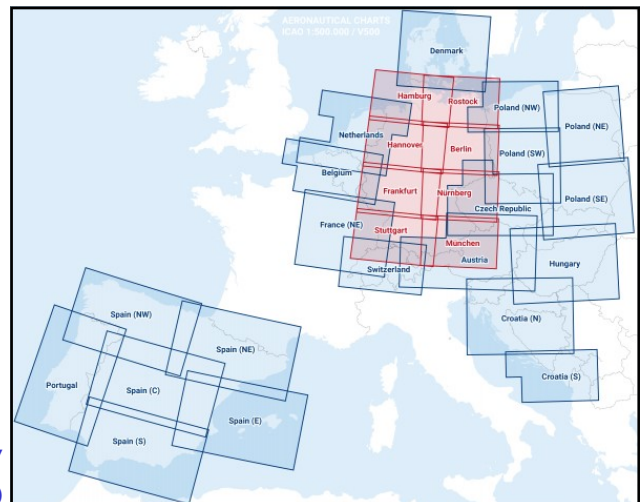 AERONAUTICAL CHARTS
ICAO 1:500.000 / V500
Denmark
Hamburg
Rostock
Poland (NW)
Poland (NE)
Netherlands
Hannover
Berlin
Poland (SW)
Belgium
Frankfurt
Nürnberg
Poland (SE)
Czech Republic
France (NE)
Stuttgart
München
Austria
Switzerland
Hungary
Croatia (N)
Croatia (S)
Spain (NW)
Spain (NE)
Portugal
Spain (C)
Spain (E)
Spain (S)